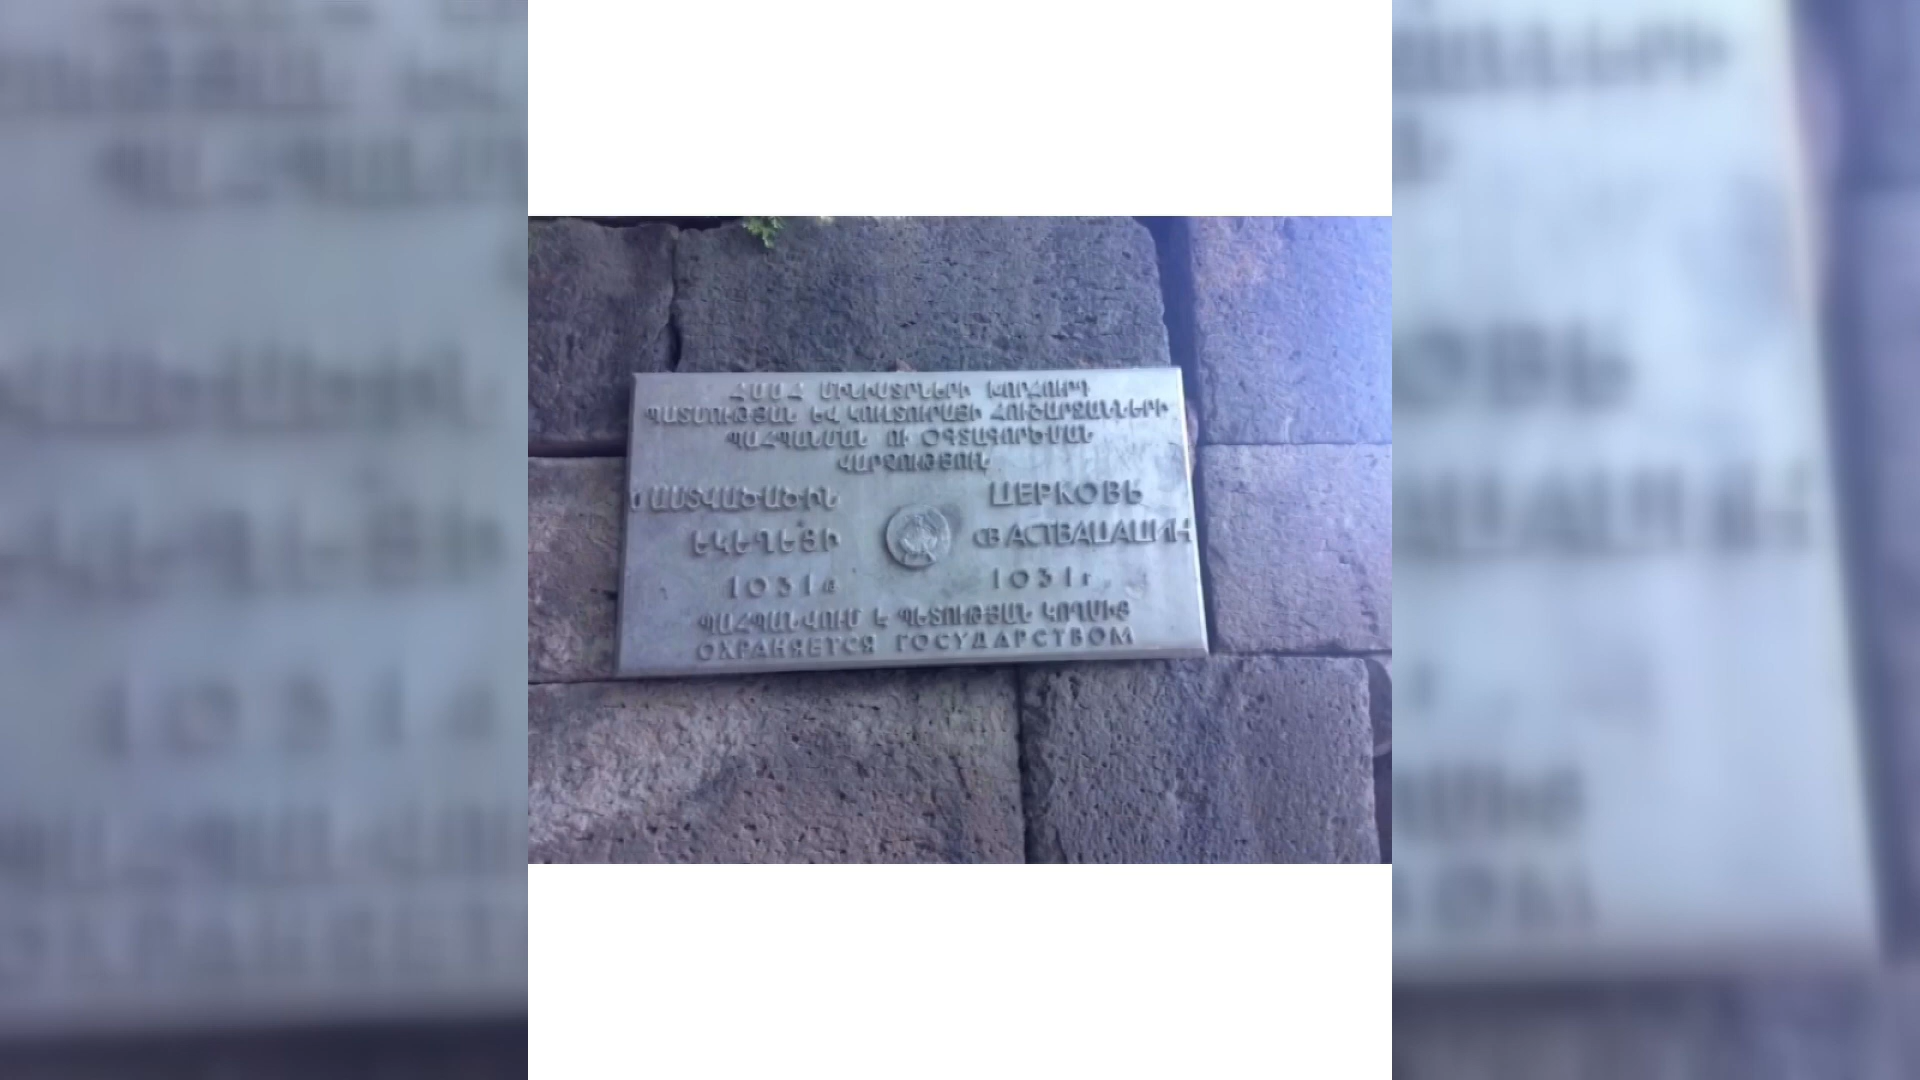 ՀՍՍՀ ՄԻՆԻՍՏՐՆԵՐԻ ԽՈՐՀՈՒՐԴ
ՊԱՏՄՈՒԹՅԱՆ ԵՎ ԿՈՒԼՏՈՒՐԱՅԻ ՀՈՒՇԱՐՁԱՆՆԵՐԻ
ՊԱՀՊԱՆՄԱՆ ՈՒ ՕԳՏԱԳՈՐԾՄԱՆ
ՎԱՐՉՈՒԹՅՈՒՆ
ԱՍՏՎԱԾԱԾԻՆ
ԵԿԵՂԵՑԻ
1031թ
ЦЕРКОВЬ
СВ АСТВАЦАЦИН
1031г.
ՊԱՀՊԱՆՎՈՒՄ Է ՊԵՏՈՒԹՅԱՆ ԿՈՂՄԻՑ
ОХРАНЯЕТСЯ ГОСУДАРСТВОМ